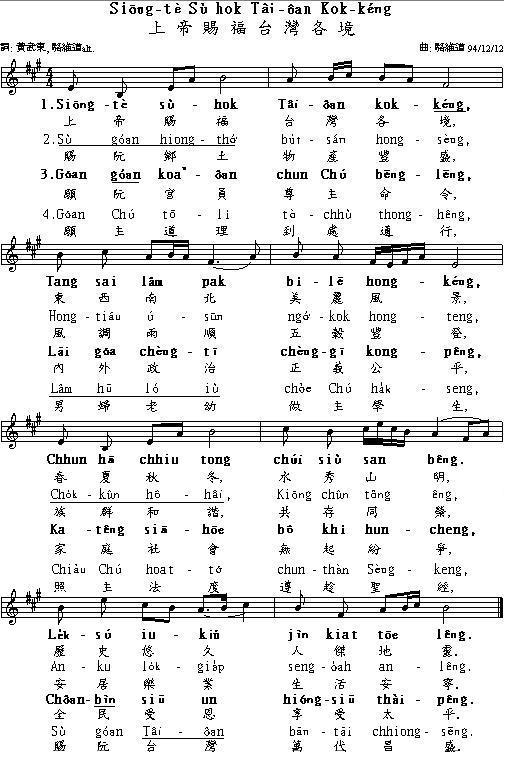 Siōng-tè Sù hok Tâi-ôan Kok-kéng
上帝賜福台灣各境
詞: 黃武東, 駱維道alt. 曲: 駱維道 94/12/12
4 4
1.Siōng-tè sù-hok Tâi-ôan kok-kéng,
上帝賜福台灣各境,
2.Sù góan hiong-thó bu̍t-sán hong-sēng,
賜阮鄉土物產豐盛,
3.Gōan góan koaⁿ-ôan chun Chú bēng-lēng,
願阮官員尊主命令,
4.Gōan Chú tō-lí tò-chhù thong-hêng,
願主道理到處通行,
Tang sai lâm pak bí-lē hong-kéng,
東西南北美麗風景,
Hong-tiâu ú-sūn ngó͘-kok hong-teng,
風調雨順五穀豐登,
Lāi gōa chèng-tī chèng-gī kong-pêng,
內外政治正義公平,
Lâm hū ló iù chòe Chú ha̍k-seng,
男婦老幼做主學生,
Chhun hā chhiu tong chúi siù san bêng.
春夏秋冬,水秀山明,
Cho̍k-kûn hô-hâi, Kiōng chûn tông êng,
族群和諧,共存同榮,
Ka-têng siā-hōe bô khí hun-cheng,
家庭社會無起紛爭,
Chiàu Chú hoat-tō͘ chun-thàn Sèng-keng,
照主法度遵趁聖經,
Le̍k-sú iu-kiú jîn kia̍t tōe lêng.
歷史悠久人傑地靈.
An-ku lo̍k-gia̍p seng-oa̍h an-lêng.
安居樂業生活安寧.
Chôan-bîn siū un hióng-siū thài-pêng.
全民受恩享受太平.
Sù góan Tâi-ôan bān-tāi chhiong-sēng.
賜阮台灣萬代昌盛.